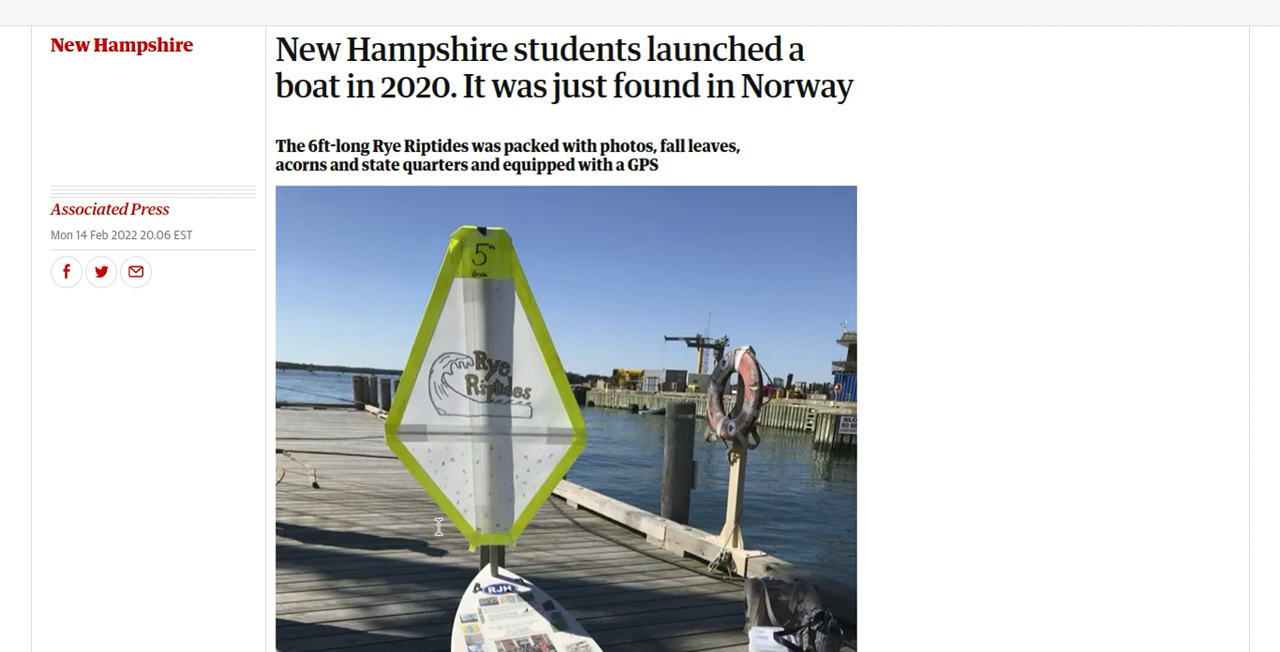 New Hampshire
New Hampshire students launched a
boat in 2020. It was just found in Norway
The 6ft-long Rye Riptides was packed with photos, fall leaves,
acorns and state quarters and equipped with a GPS
Associated Press
Mon 14 Feb 2022 20.06 EST
5th
Rye
Riptides
RJH